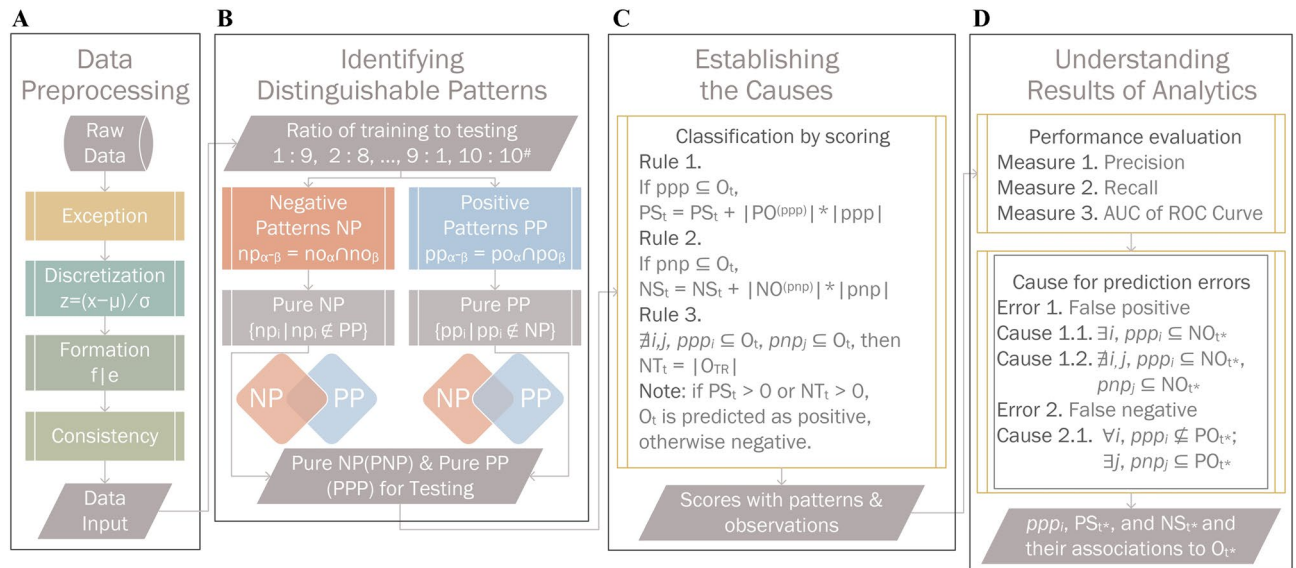 A
Data
Preprocessing
Raw
Data
Exception
Discretization
z=(x−μ)/σ
Formation
f|e
Consistency
Data
Input
B
Identifying
Distinguishable Patterns
Ratio of training to testing
1 : 9, 2 : 8, ..., 9 : 1, 10 : 10#
Negative
Patterns NP
npα-β = noα∩noβ
Positive
Patterns PP
ppα-β = poα∩poβ
Pure NP
{npi|npi ∉ PP}
Pure PP
{ppi|ppi ∉ NP}
NP PP
NP PP
Pure NP(PNP) & Pure PP
(PPP) for Testing
C
Establishing
the Causes
Classification by scoring
Rule 1.
If ppp ⊆ Ot,
PSt = PSt + |PO(ppp)|*|ppp|
Rule 2.
If pnp ⊆ Ot,
NSt = NSt + |NO(pnp)|*|pnp|
Rule 3.
∄i,j, pppi ⊆ Ot, pnpj ⊆ Ot, then
NTt = |OTR|
Note: if PSt > 0 or NTt > 0,
Ot is predicted as positive,
otherwise negative.
Scores with patterns &
observations
D
Understanding
Results of Analytics
Performance evaluation
Measure 1. Precision
Measure 2. Recall
Measure 3. AUC of ROC Curve
Cause for prediction errors
Error 1. False positive
Cause 1.1. ∃i, pppi ⊆ NOt*
Cause 1.2. ∄i,j, pppi ⊆ NOt*,
pnpj ⊆ NOt*
Error 2. False negative
Cause 2.1. ∀i, pppi ⊈ POt*;
∃j, pnpj ⊆ POt*
pppi, PSt*, and NSt* and
their associations to Ot*